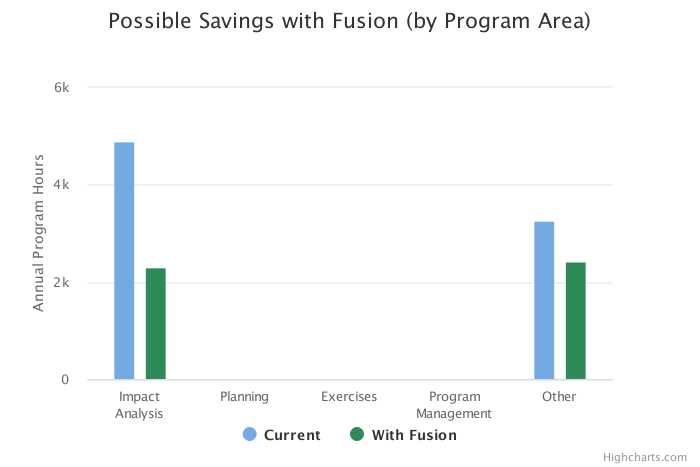 Possible Savings with Fusion (by Program Area)
Annual Program Hours
6k
4k
2k
0
Impact
Analysis
Planning
Exercises
Program
Management
Other
Current
With Fusion
Highcharts.com